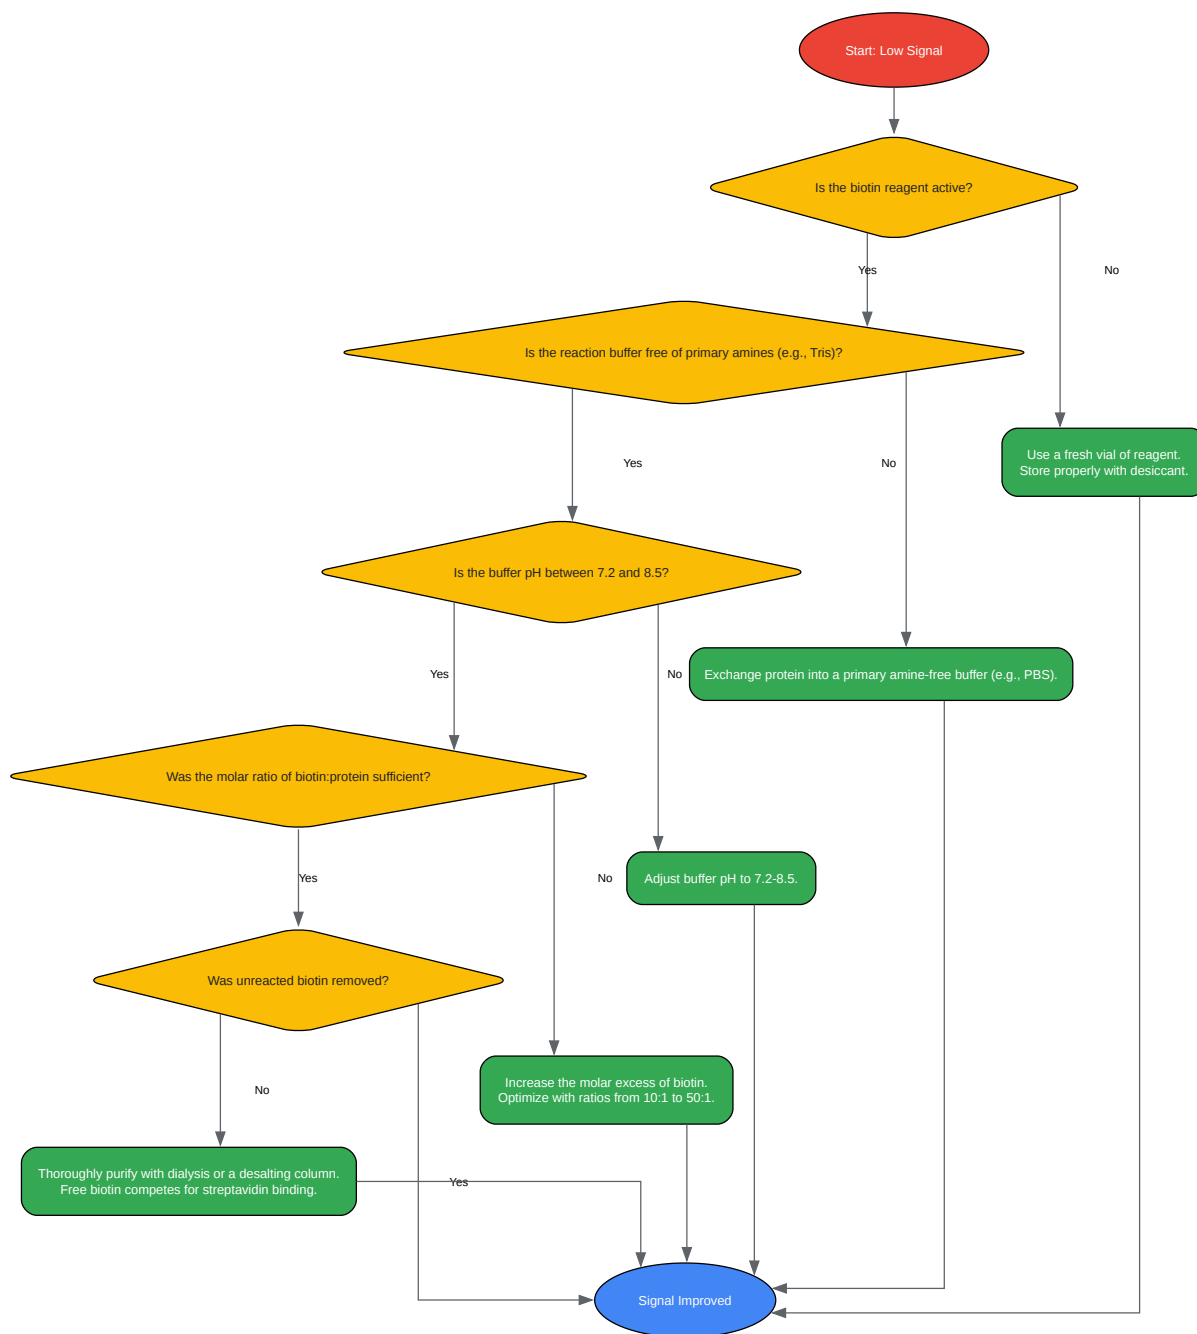 Start: Low Signal
Is the biotin reagent active?
Yes
No
Is the reaction buffer free of primary amines (e.g., Tris)?
Yes
No
Use a fresh vial of reagent.
Store properly with desiccant.
Is the buffer pH between 7.2 and 8.5?
Yes
No
Exchange protein into a primary amine-free buffer (e.g., PBS).
Was the molar ratio of biotin:protein sufficient?
Yes
No
Adjust buffer pH to 7.2-8.5.
Was unreacted biotin removed?
No
Increase the molar excess of biotin.
Optimize with ratios from 10:1 to 50:1.
Thoroughly purify with dialysis or a desalting column.
Free biotin competes for streptavidin binding.
Yes
Signal Improved